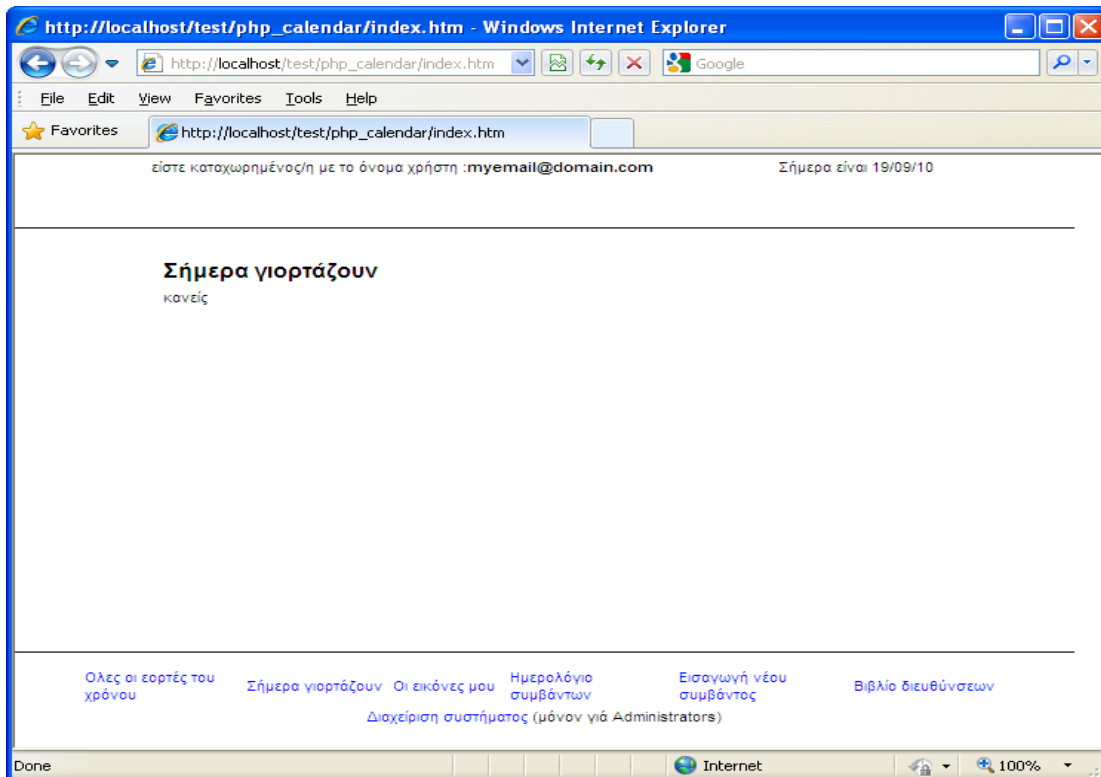 http://localhost/test/php_calendar/index.htm - Windows Internet Explorer
http://localhost/test/php_calendar/index.htm
Google
File Edit View Favorites Tools Help
Favorites
http://localhost/test/php_calendar/index.htm
είστε καταχωρημένος/η με το όνομα χρήστη :myemail@domain.com
Σήμερα είναι 19/09/10
Σήμερα γιορτάζουν
κανείς
Ολες οι εορτές του
χρόνου
Σήμερα γιορτάζουν
Οι εικόνες μου
Ημερολόγιο
συμβάντων
Εισαγωγή νέου
συμβάντος
Βιβλίο διευθύνσεων
Διαχείριση συστήματος (μόνον γιά Administrators)
Done
Internet
100%